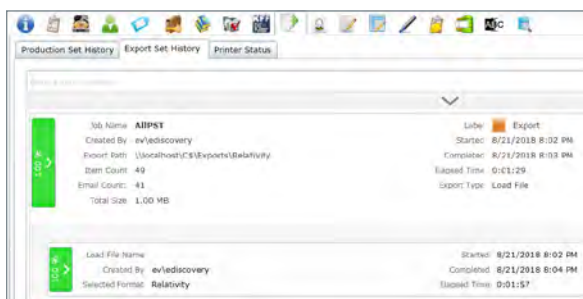 ABC
Production Set History Export Set History Printer Status
100 %
Job Name AllPST
Created By ev\ediscovery
Export Path \\localhost\C$\Exports\Relativity
Item Count 49
Email Count: 41
Total Size 1.00 MB
Label Export
Started: 8/21/2018 8:02 PM
Completed: 8/21/2018 8:03 PM
Elapsed Time 0:01:29
Export Type Load File
100 %
Load File Name
Created By ev\ediscovery
Selected Format Relativity
Started 8/21/2018 8:02 PM
Completed 8/21/2018 8:04 PM
Elapsed Time 0:01:57